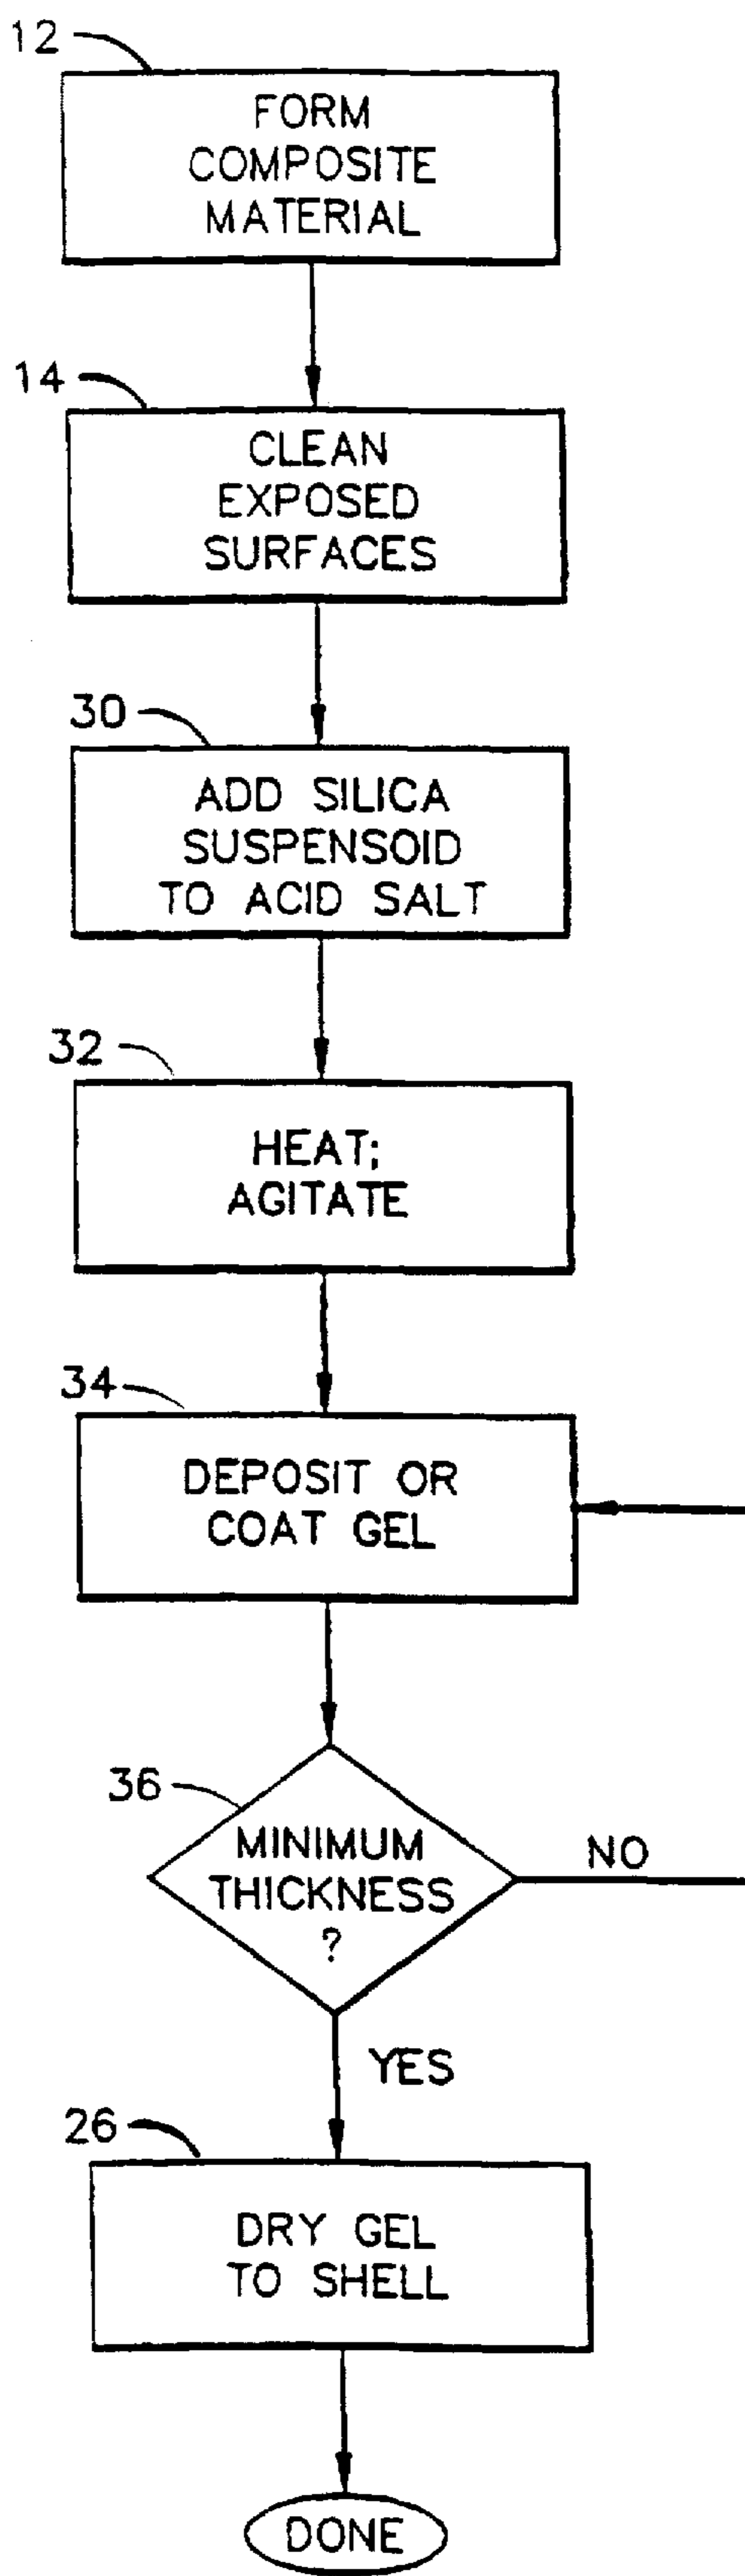 12
FORM
COMPOSITE
MATERIAL
14
CLEAN
EXPOSED
SURFACES
30
ADD SILICA
SUSPENSOID
TO ACID SALT
32
HEAT;
AGITATE
34
DEPOSIT OR
COAT GEL
36
MINIMUM
THICKNESS
?
NO
YES
26
DRY GEL
TO SHELL
DONE